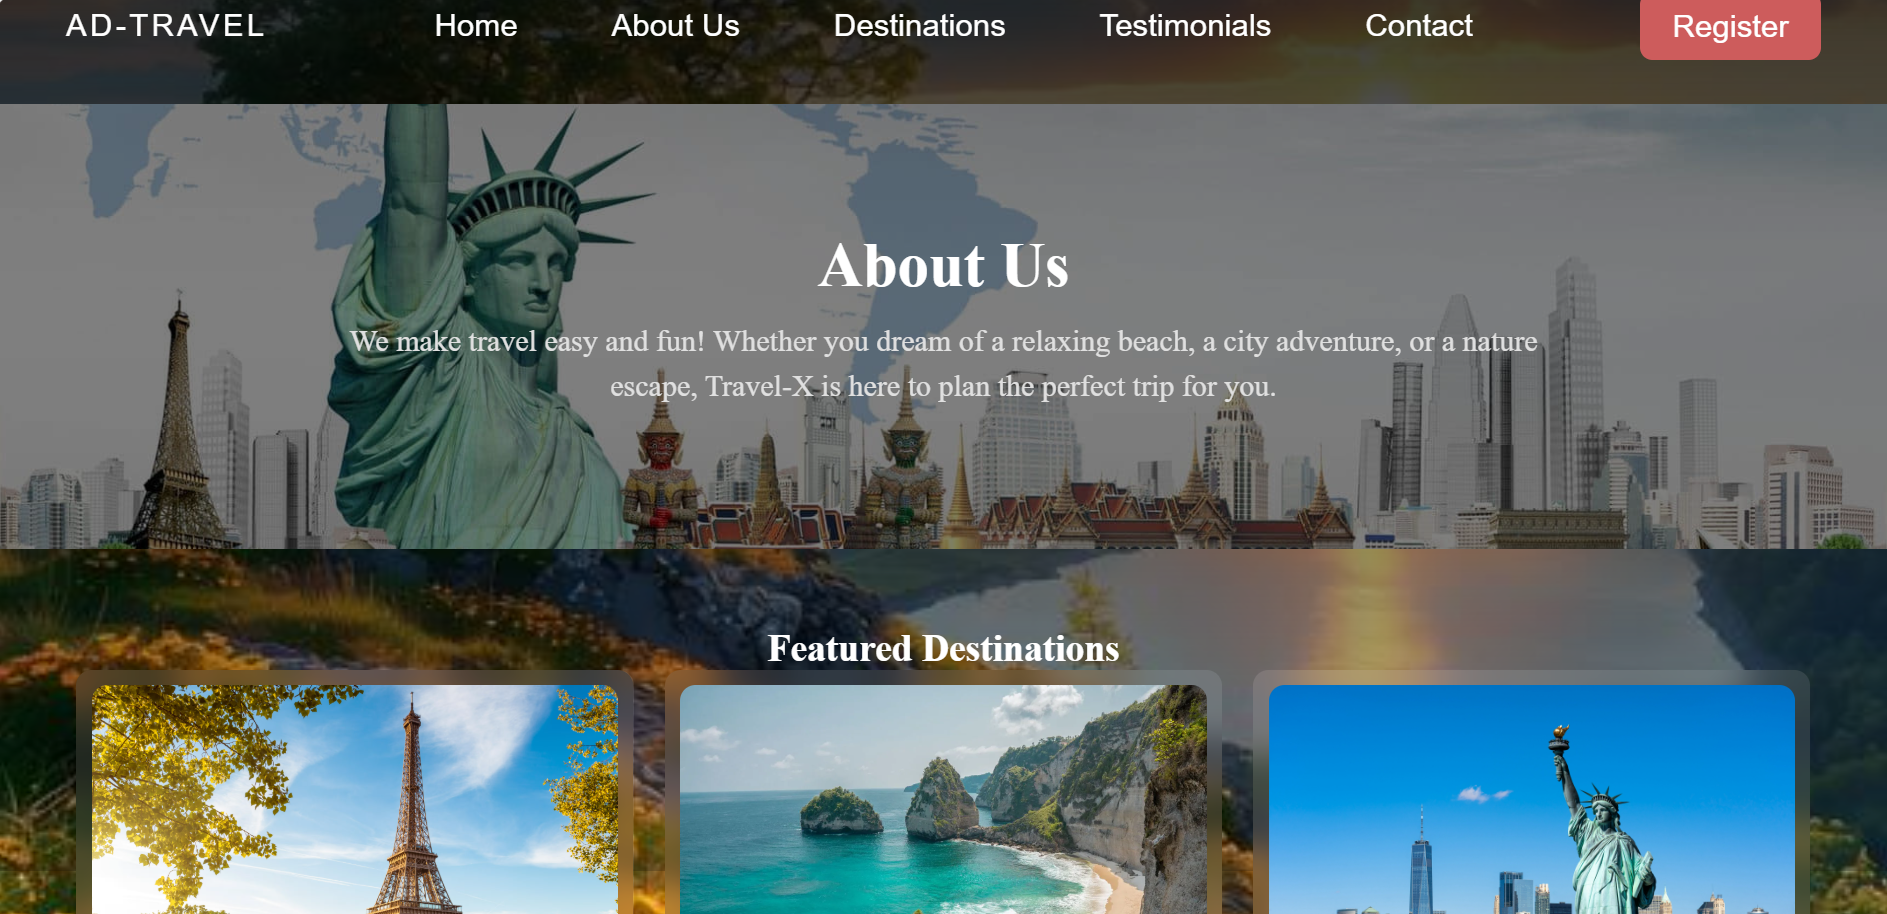 AD-TRAVEL Home About Us Destinations Testimonials Contact Register
About Us
We make travel easy and fun! Whether you dream of a relaxing beach, a city adventure, or a nature
escape, Travel-X is here to plan the perfect trip for you.
Featured Destinations